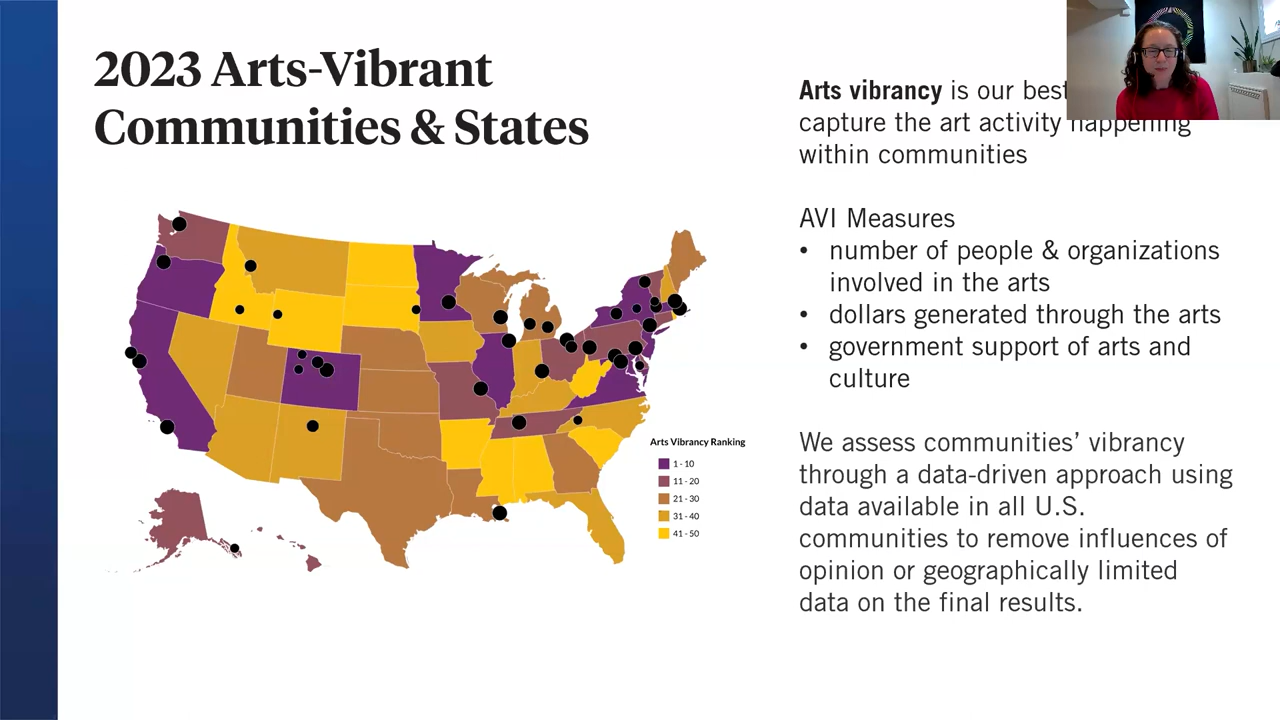 2023 Arts-Vibrant
Communities & States
Arts vibrancy is our best
capture the art activity happening
within communities
AVI Measures
• number of people & organizations
involved in the arts
• dollars generated through the arts
• government support of arts and
culture
We assess communities’ vibrancy
through a data-driven approach using
data available in all U.S.
communities to remove influences of
opinion or geographically limited
data on the final results.
Arts Vibrancy Ranking
1 - 10
11 - 20
21 - 30
31 - 40
41 - 50